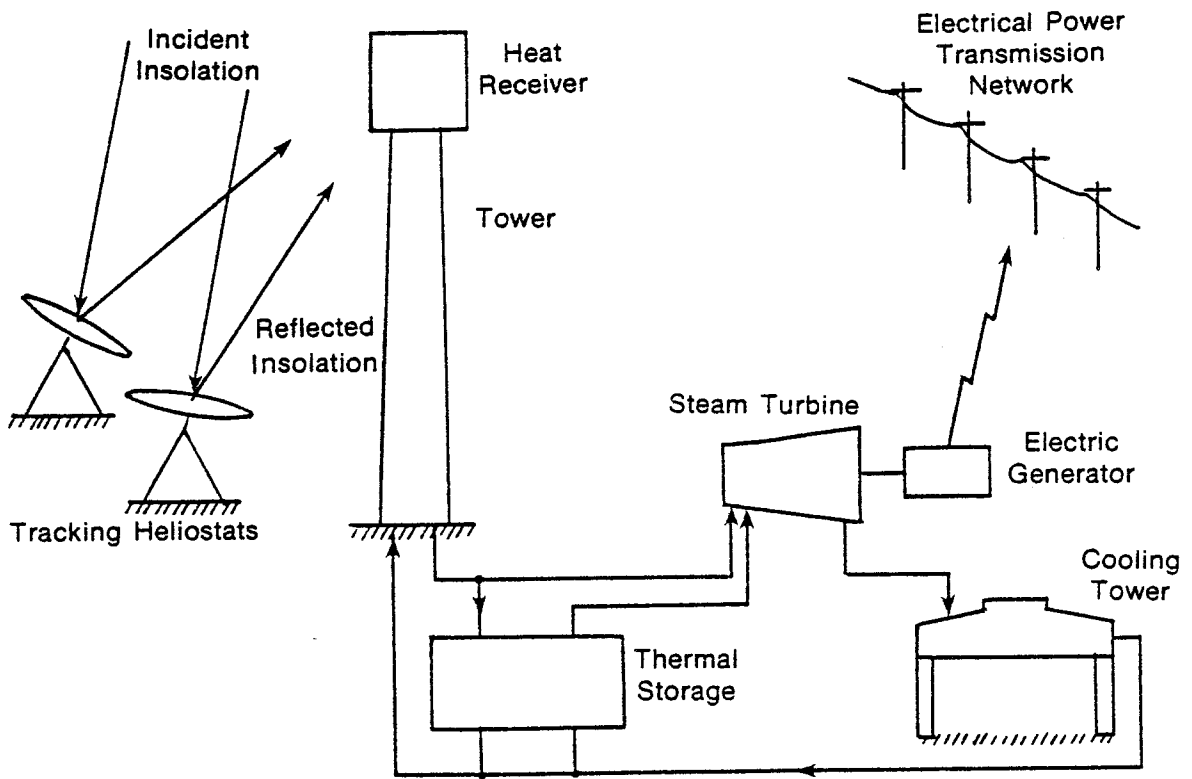 Incident
Insolation
Heat
Receiver
Electrical Power
Transmission
Network
Tower
Reflected
Insolation
Steam Turbine
Electric
Generator
Tracking Heliostats
Cooling
Tower
Thermal
Storage